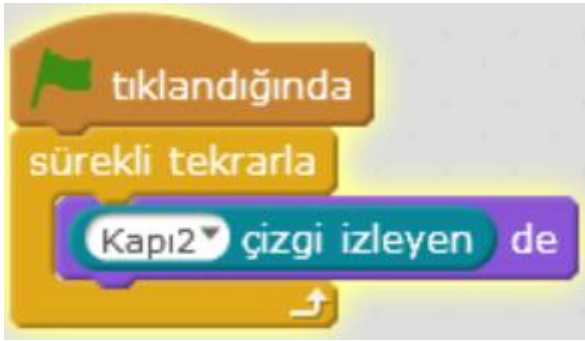 tıklandığında
sürekli tekrarla
Kapı2 çizgi izleyen de